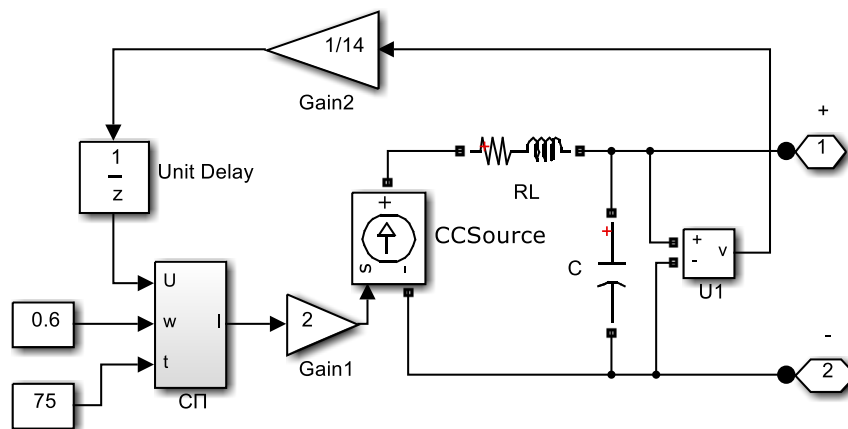 1/14
Gain2
+
1
1
z
Unit Delay
RL
+
+
CCSource
s
-
+
C
+
-
v
U1
U
0.6
w
I
2
t
Gain1
75
СП
-
2